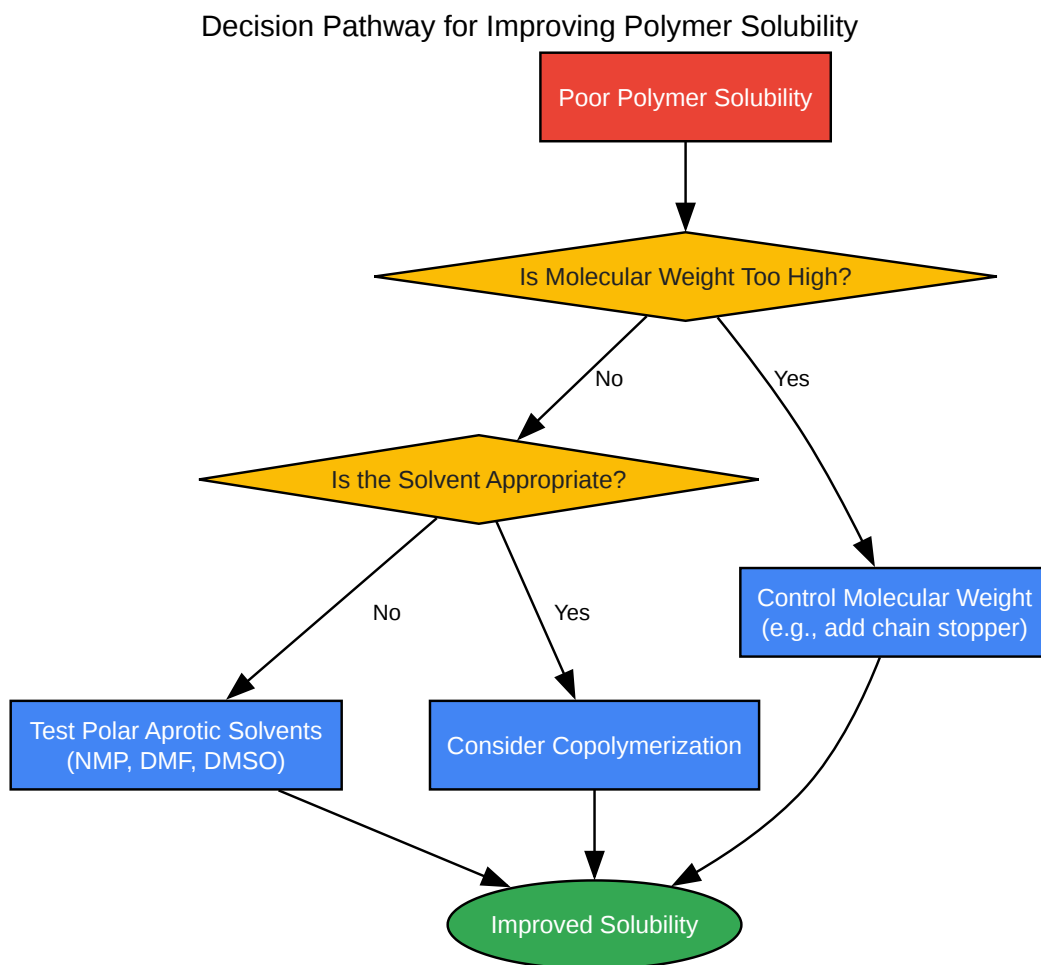 Decision Pathway for Improving Polymer Solubility
Poor Polymer Solubility
Is Molecular Weight Too High?
No
Yes
Is the Solvent Appropriate?
No
Yes
Control Molecular Weight
(e.g., add chain stopper)
Test Polar Aprotic Solvents
(NMP, DMF, DMSO)
Consider Copolymerization
Improved Solubility